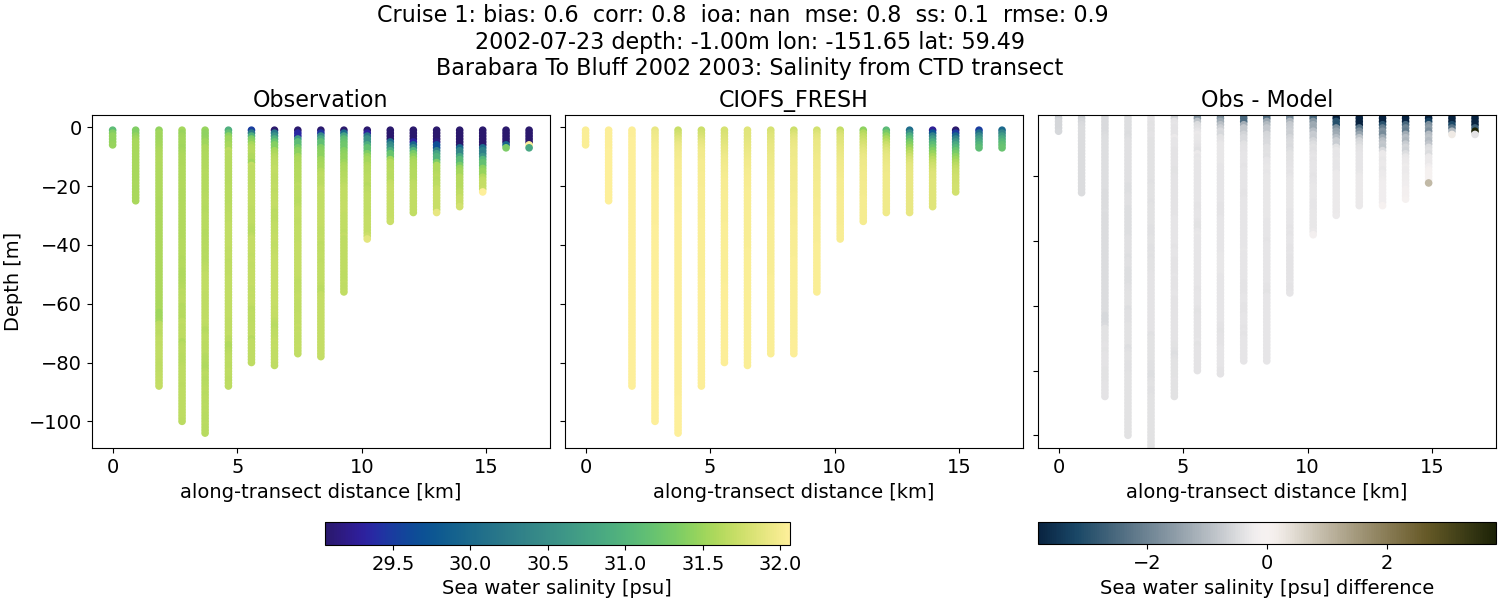 Cruise 1: bias: 0.6  corr: 0.8  ioa: nan  mse: 0.8  ss: 0.1  rmse: 0.9
2002-07-23 depth: -1.00m lon: -151.65 lat: 59.49
Barabara To Bluff 2002 2003: Salinity from CTD transect
Observation
CIOFS_FRESH
Obs - Model
Depth [m]
0
−20
−40
−60
−80
−100
0 5 10 15
0 5 10 15
0 5 10 15
along-transect distance [km]
along-transect distance [km]
along-transect distance [km]
29.5 30.0 30.5 31.0 31.5 32.0
Sea water salinity [psu]
−2 0 2
Sea water salinity [psu] difference